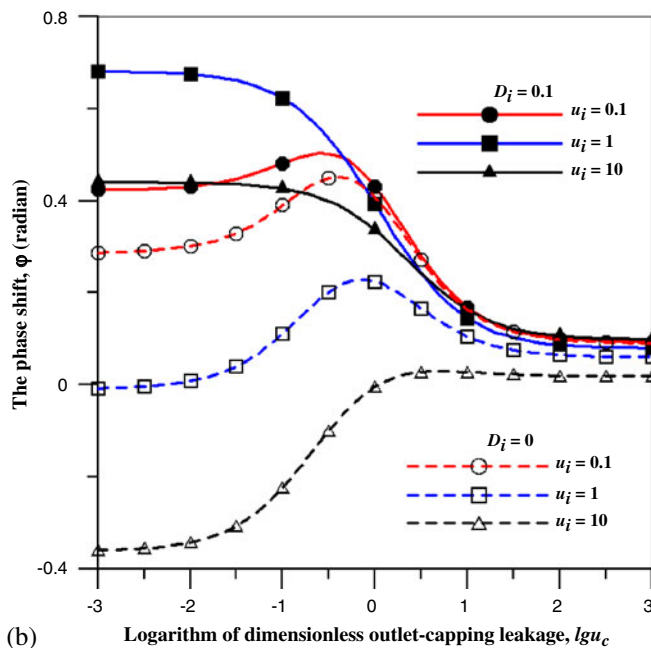 0.8
0.4
0
-0.4
The phase shift, φ (radian)
D_i = 0.1
u_i = 0.1
u_i = 1
u_i = 10
D_i = 0
u_i = 0.1
u_i = 1
u_i = 10
-3 -2 -1 0 1 2 3
(b) Logarithm of dimensionless outlet-capping leakage, lgu_c